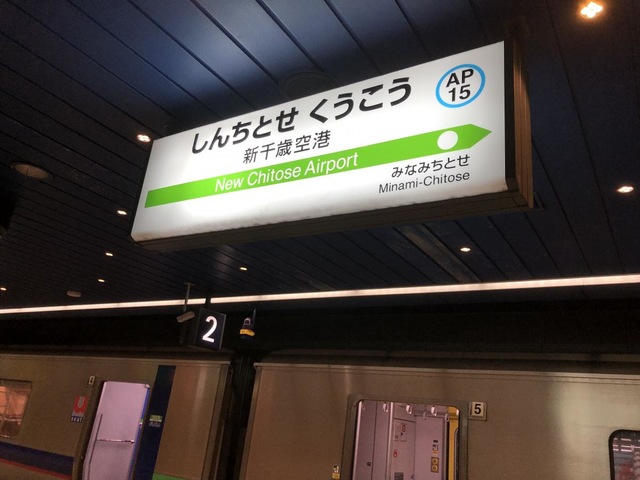 しんちとせ くうこう
AP
15
新千歳空港
New Chitose Airport
みなみちとせ
Minami-Chitose
2
5